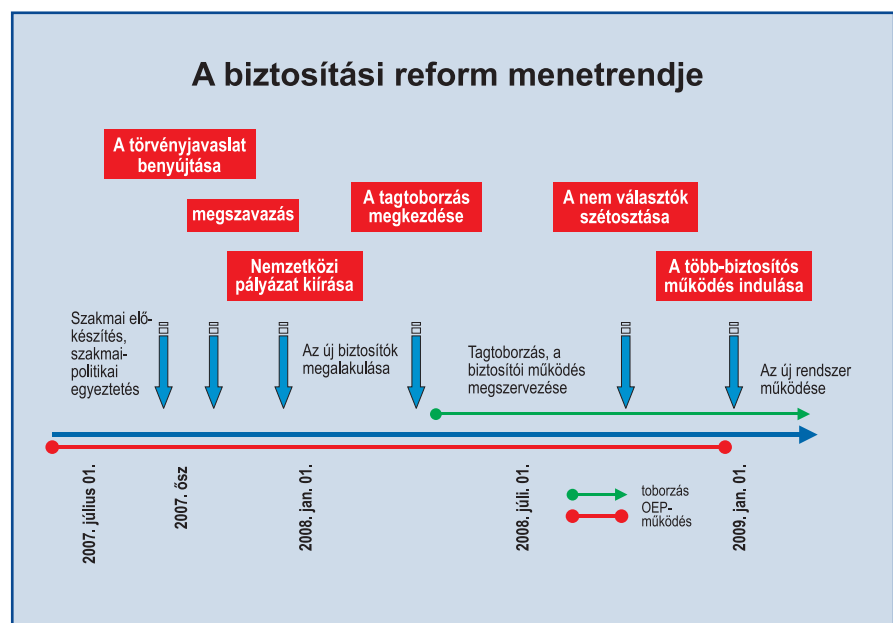 A biztosítási reform menetrendje
A törvényjavaslat
benyújtása
megszavazás
Nemzetközi
pályázat kiírása
A tagtoborzás
megkezdése
A nem választók
szétosztása
A több-biztosítós
működés indulása
Szakmai elő-
készítés,
szakmai-
politikai
egyeztetés
Az új biztosítók
megalakulása
Tagtoborzás, a
biztosítói működés
megszervezése
Az új rendszer
működése
2007. július 01.
2007. ősz
2008. jan. 01.
2008. júli. 01.
2009. jan. 01.
toborzás
OEP-
működés